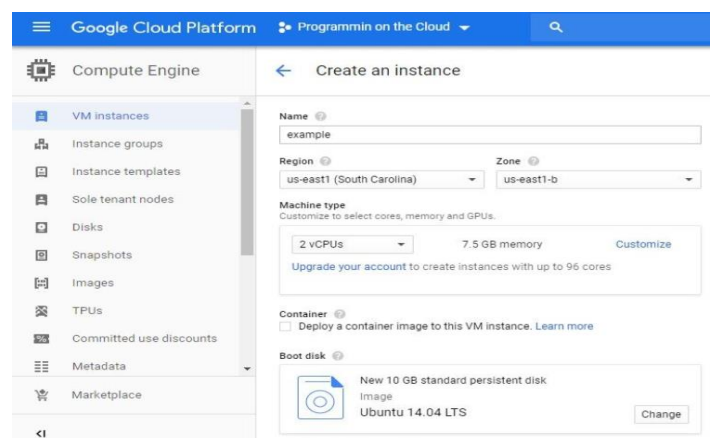 Google Cloud Platform
Programmin on the Cloud
Compute Engine
Create an instance
VM instances
Instance groups
Instance templates
Sole tenant nodes
Disks
Snapshots
Images
TPUs
Committed use discounts
Metadata
Marketplace
Name
example
Region
Zone
us-east1 (South Carolina)
us-east1-b
Machine type
Customize to select cores, memory and GPUs.
2 vCPUs
7.5 GB memory
Customize
Upgrade your account to create instances with up to 96 cores
Container
Deploy a container image to this VM instance. Learn more
Boot disk
New 10 GB standard persistent disk
Image
Ubuntu 14.04 LTS
Change